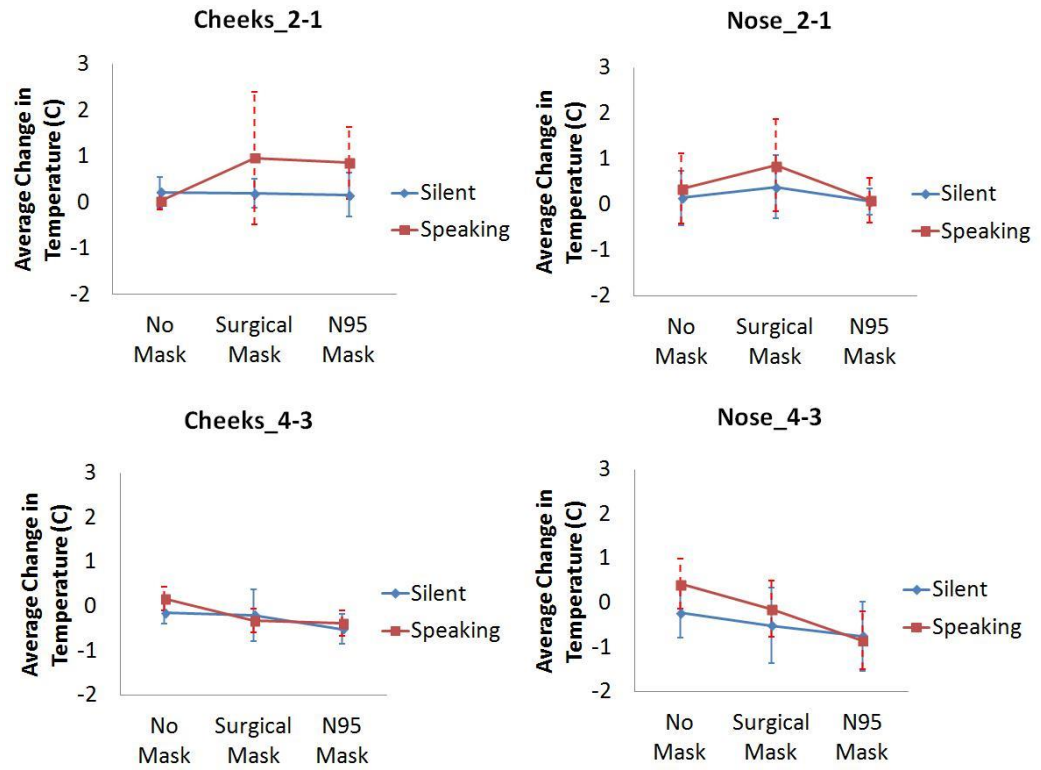 Cheeks_2-1
Average Change in
Temperature (C)
3
2
1
0
-1
-2
No
Mask
Surgical
Mask
N95
Mask
Silent
Speaking
Nose_2-1
Average Change in
Temperature (C)
3
2
1
0
-1
-2
No
Mask
Surgical
Mask
N95
Mask
Silent
Speaking
Cheeks_4-3
Average Change in
Temperature (C)
3
2
1
0
-1
-2
No
Mask
Surgical
Mask
N95
Mask
Silent
Speaking
Nose_4-3
Average Change in
Temperature (C)
3
2
1
0
-1
-2
No
Mask
Surgical
Mask
N95
Mask
Silent
Speaking